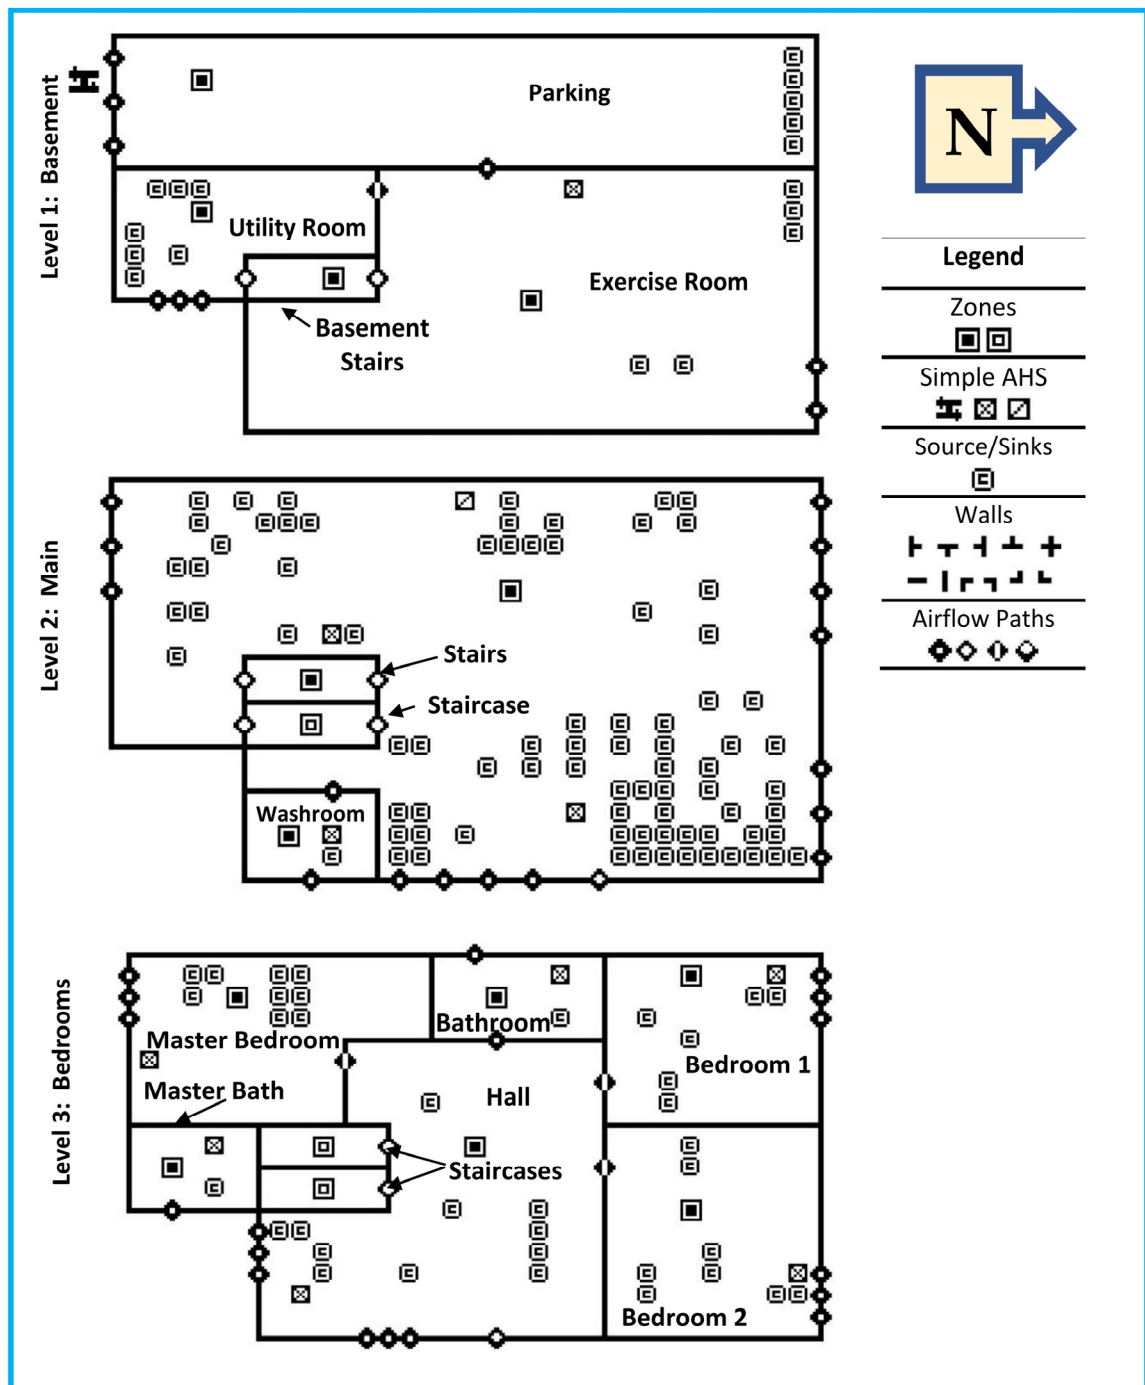 Level 1:  Basement
Parking
Utility Room
Exercise Room
Basement
Stairs
N
Legend
Zones
Simple AHS
Source/Sinks
Walls
Airflow Paths
Level 2:  Main
Stairs
Staircase
Washroom
Level 3:  Bedrooms
Master Bedroom
Bathroom
Bedroom 1
Master Bath
Hall
Staircases
Bedroom 2